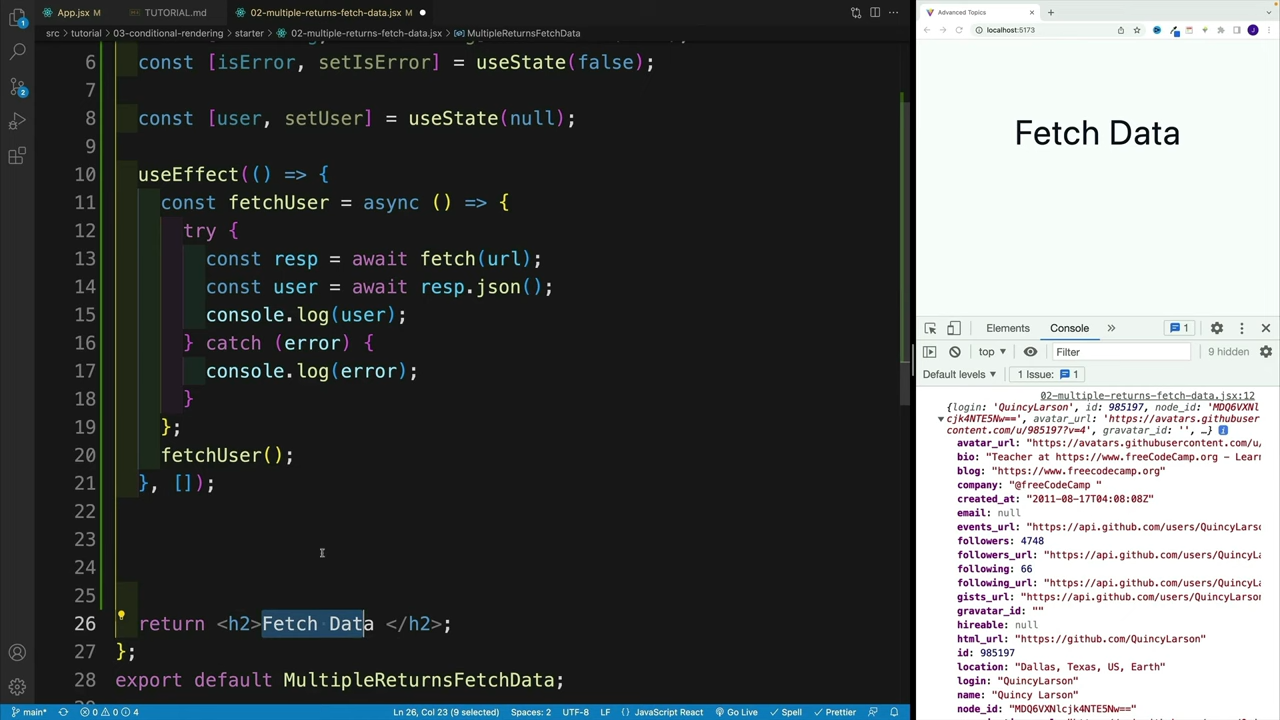 App.jsx M
TUTORIAL.md
02-multiple-returns-fetch-data.jsx M
src > tutorial > 03-conditional-rendering > 02-multiple-returns-fetch-data.jsx > MultipleReturnsFetchData
6 const [isError, setIsError] = useState(false);
7
8 const [user, setUser] = useState(null);
9
10 useEffect(() => {
11 const fetchUser = async () => {
12 try {
13 const resp = await fetch(url);
14 const user = await resp.json();
15 console.log(user);
16 } catch (error) {
17 console.log(error);
18 }
19 };
20 fetchUser();
21 }, []);
22
23
24
25
26 return <h2>Fetch Data </h2>;
27 };
28 export default MultipleReturnsFetchData;
main*
0 0 4
Ln 26, Col 23 (9 selected)
Spaces: 2
UTF-8
LF
{} JavaScript React
Go Live
Spell
Prettier
1
2
Advanced Topics
localhost:5173
J
Fetch Data
Elements
Console
1
top
Filter
9 hidden
Default levels
1 Issue: 1
02-multiple-returns-fetch-data.jsx:12
{login: 'QuincyLarson', id: 985197, node_id: 'MDQ6VXNl
cjk4NTE5Nw==', avatar_url: 'https://avatars.githubuser
content.com/u/985197?v=4', gravatar_id: '', …}
avatar_url: "https://avatars.githubusercontent.com/u/
bio: "Teacher at https://www.freeCodeCamp.org - Lear
blog: "https://www.freecodecamp.org"
company: "@freeCodeCamp "
created_at: "2011-08-17T04:08:08Z"
email: null
events_url: "https://api.github.com/users/QuincyLarso
followers: 4748
followers_url: "https://api.github.com/users/QuincyLa
following: 66
following_url: "https://api.github.com/users/QuincyLa
gists_url: "https://api.github.com/users/QuincyLarson
gravatar_id: ""
hireable: null
html_url: "https://github.com/QuincyLarson"
id: 985197
location: "Dallas, Texas, US, Earth"
login: "QuincyLarson"
name: "Quincy Larson"
node_id: "MDQ6VXNlcjk4NTE5Nw=="